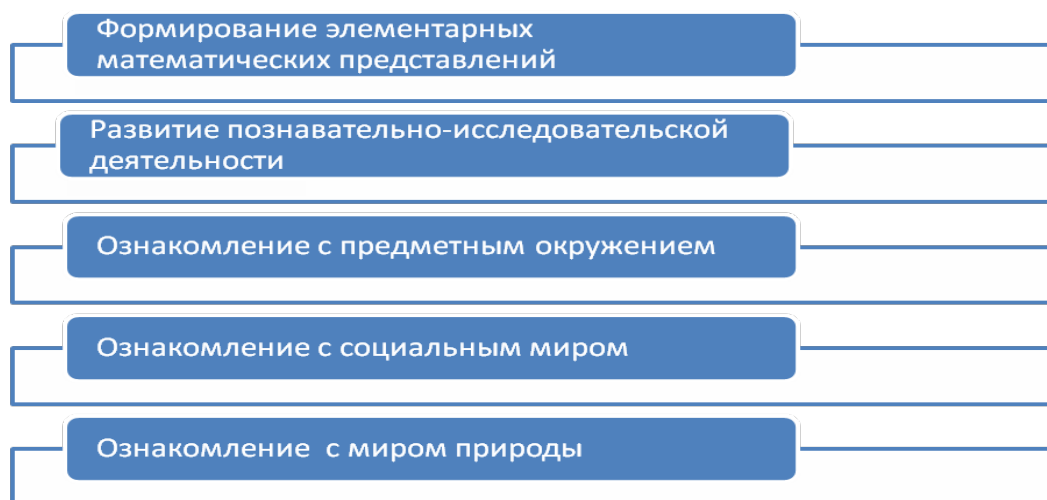 Формирование элементарных
математических представлений
Развитие познавательно-исследовательской
деятельности
Ознакомление с предметным окружением
Ознакомление с социальным миром
Ознакомление с миром природы